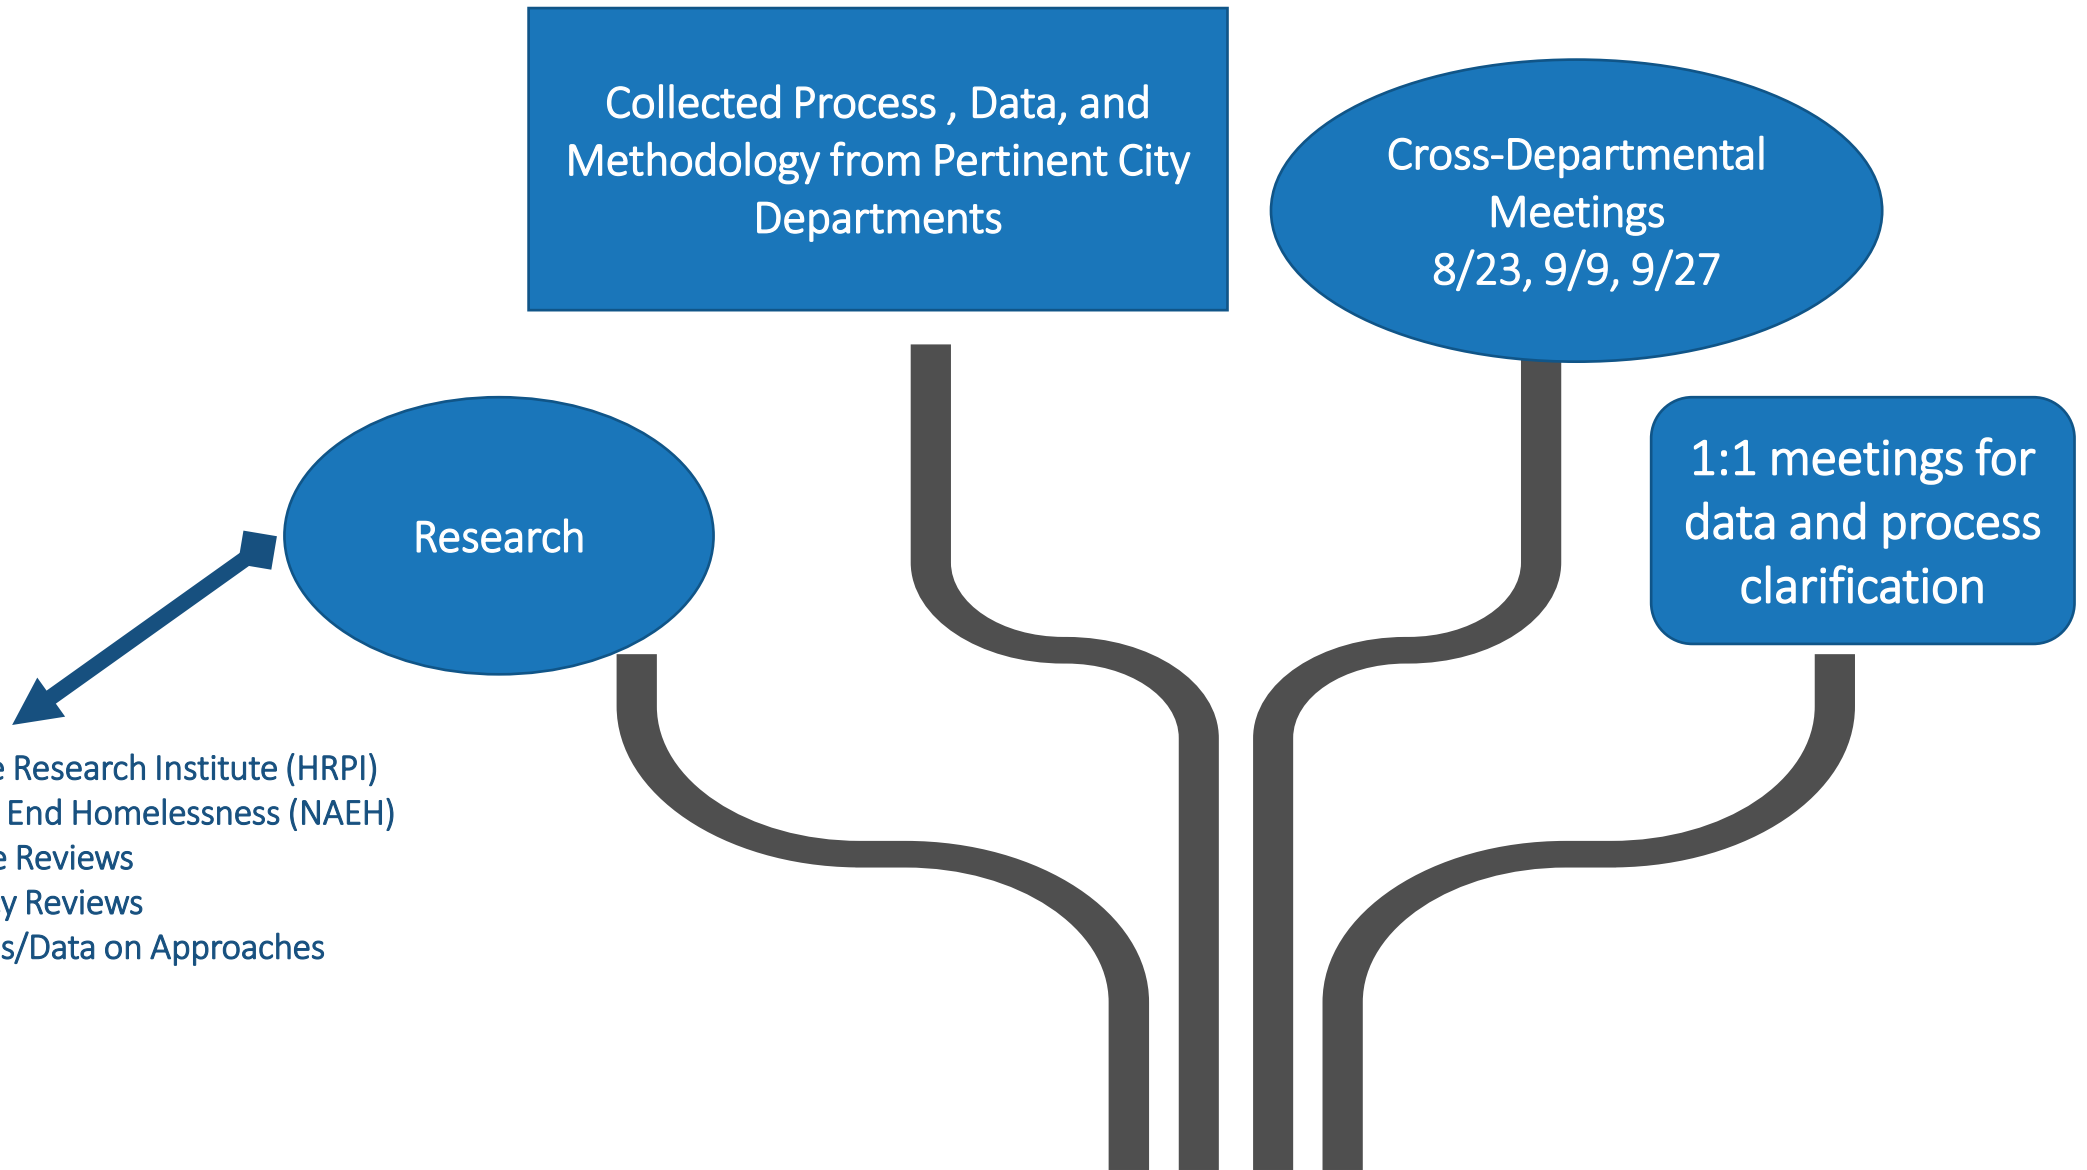 Collected Process , Data, and
Methodology from Pertinent City
Departments
Cross-Departmental
Meetings
8/23, 9/9, 9/27
1:1 meetings for
data and process
clarification
Research
Research Institute (HRPI)
End Homelessness (NAEH)
Reviews
Reviews
/Data on Approaches